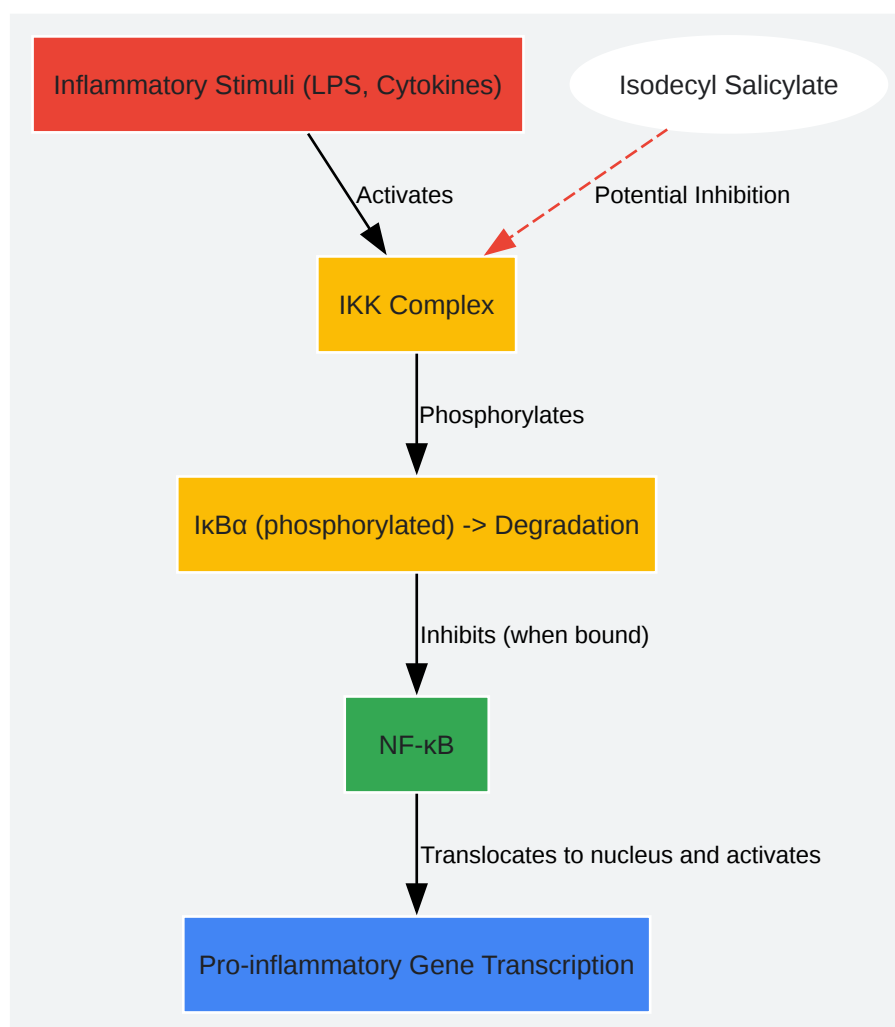 Inflammatory Stimuli (LPS, Cytokines)
Isodecyl Salicylate
Activates
Potential Inhibition
IKK Complex
Phosphorylates
IκBα (phosphorylated) -> Degradation
Inhibits (when bound)
NF-κB
Translocates to nucleus and activates
Pro-inflammatory Gene Transcription